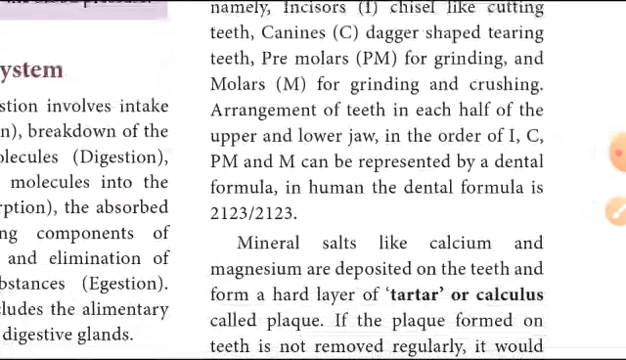 ystem
stion involves intake
n), breakdown of the
olecules (Digestion),
molecules into the
rption), the absorbed
ng components of
and elimination of
bstances (Egestion).
cludes the alimentary
digestive glands.
namely, Incisors (I) chisel like cutting
teeth, Canines (C) dagger shaped tearing
teeth, Pre molars (PM) for grinding, and
Molars (M) for grinding and crushing.
Arrangement of teeth in each half of the
upper and lower jaw, in the order of I, C,
PM and M can be represented by a dental
formula, in human the dental formula is
2123/2123.
Mineral salts like calcium and
magnesium are deposited on the teeth and
form a hard layer of ‘tartar’ or calculus
called plaque. If the plaque formed on
teeth is not removed regularly, it would